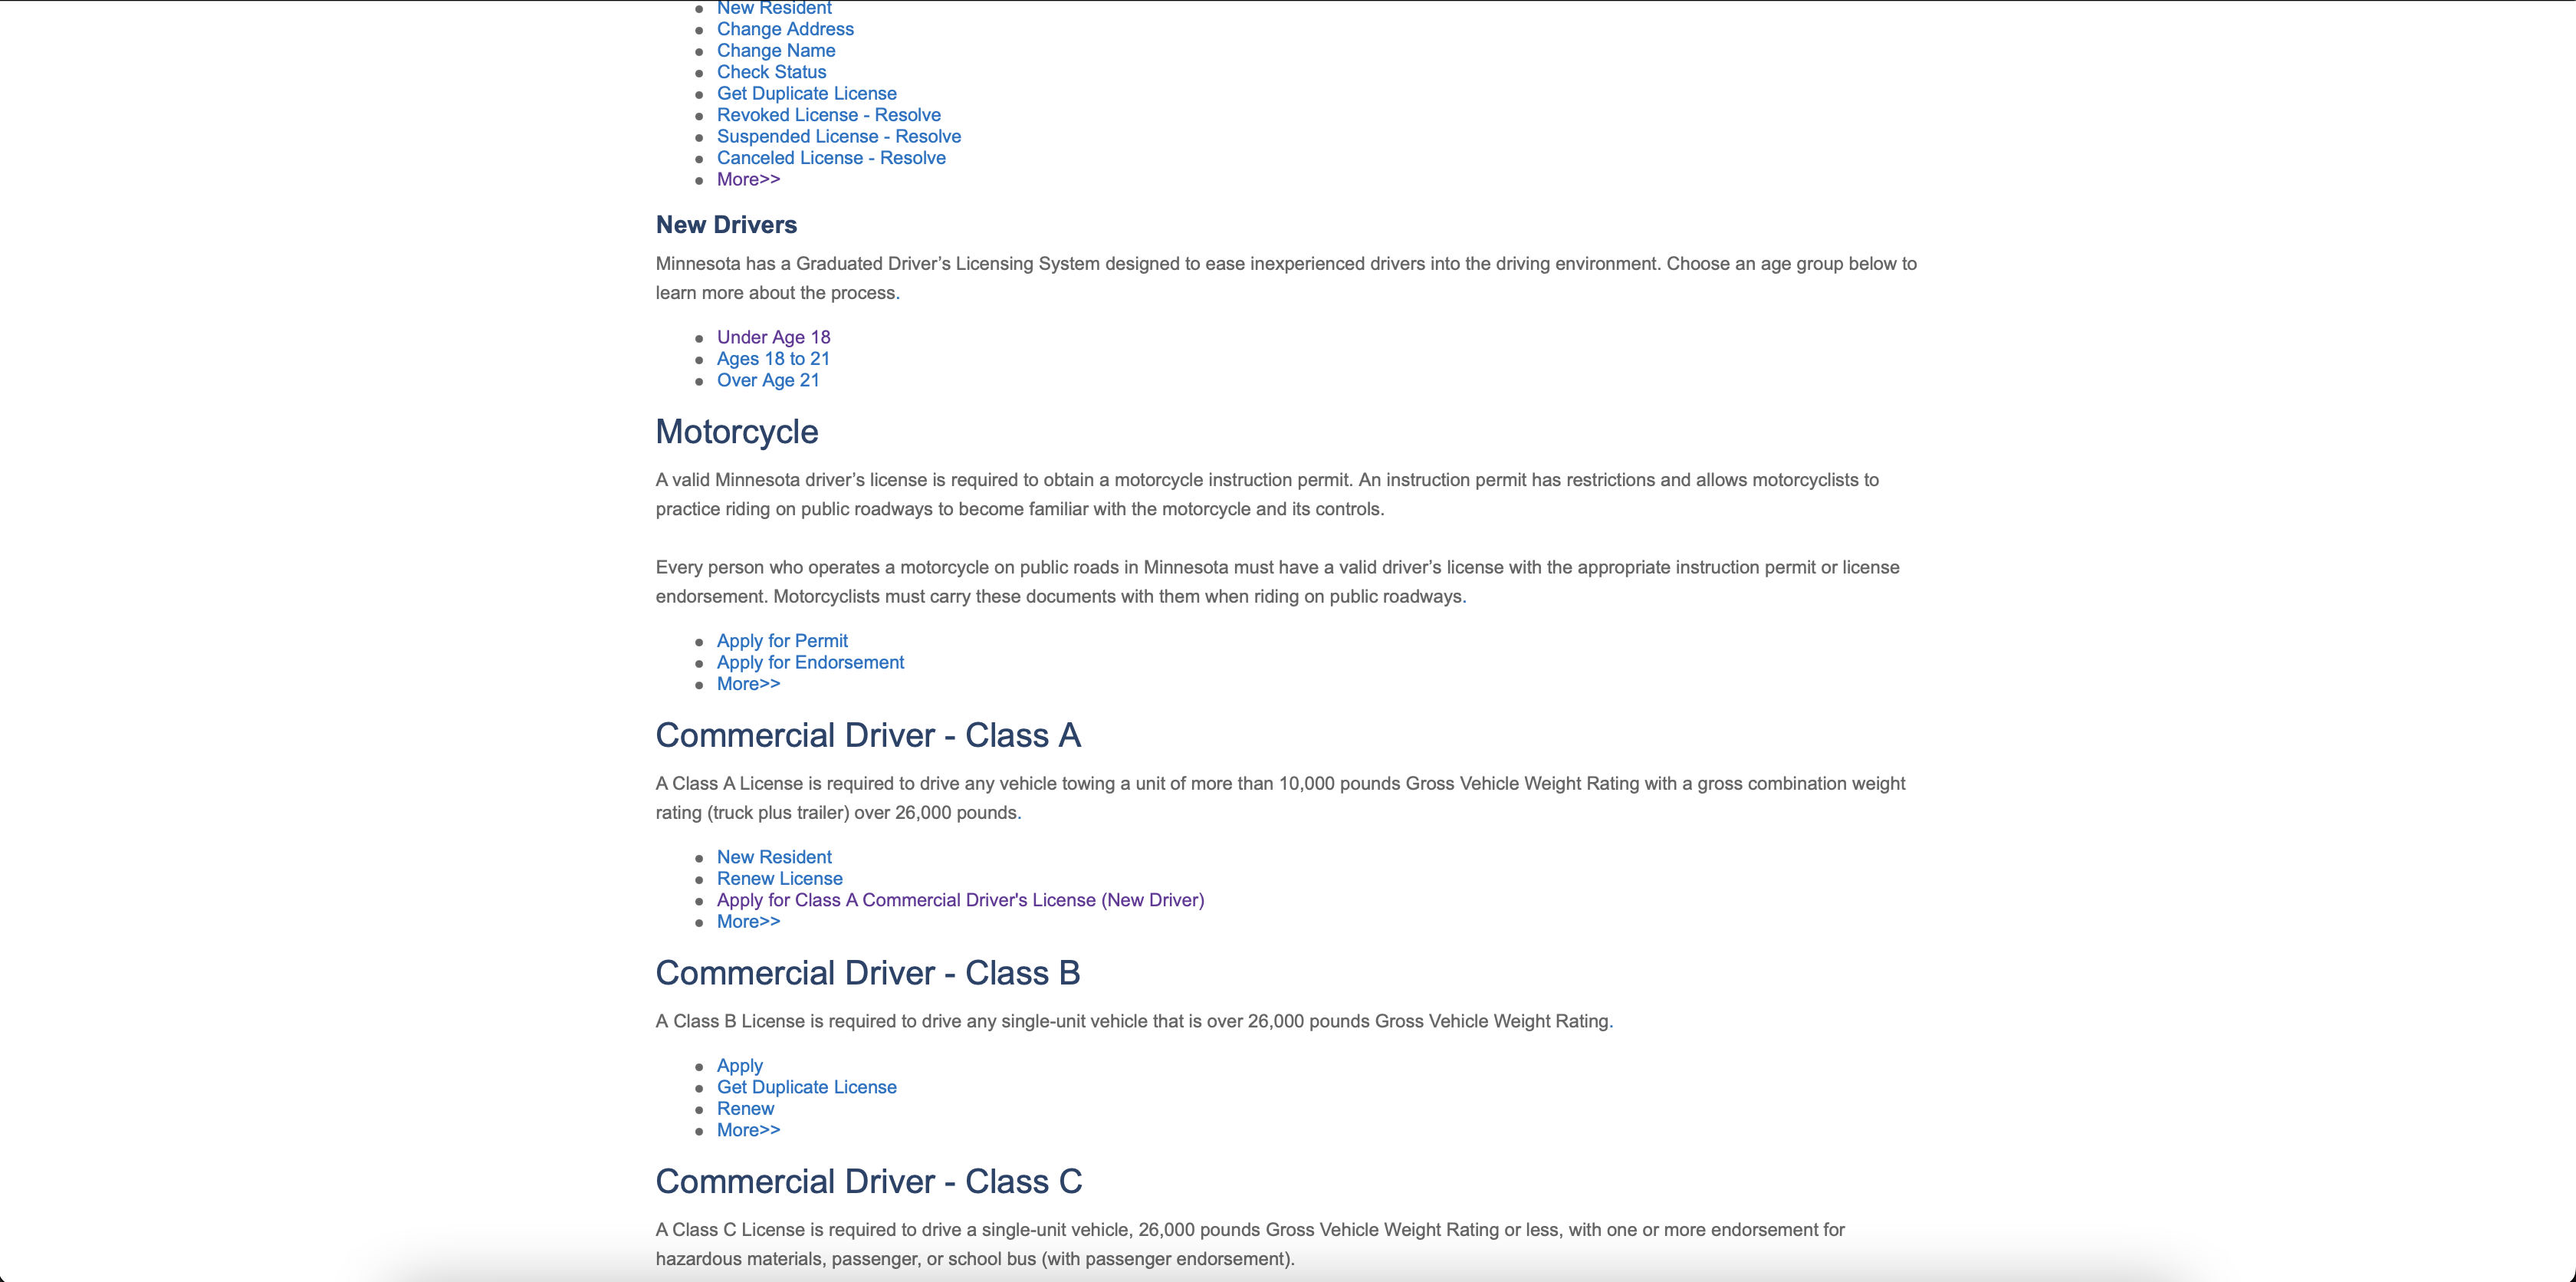 New Resident
Change Address
Change Name
Check Status
Get Duplicate License
Revoked License - Resolve
Suspended License - Resolve
Canceled License - Resolve
More>>
New Drivers
Minnesota has a Graduated Driver’s Licensing System designed to ease inexperienced drivers into the driving environment. Choose an age group below to
learn more about the process.
Under Age 18
Ages 18 to 21
Over Age 21
Motorcycle
A valid Minnesota driver’s license is required to obtain a motorcycle instruction permit. An instruction permit has restrictions and allows motorcyclists to
practice riding on public roadways to become familiar with the motorcycle and its controls.
Every person who operates a motorcycle on public roads in Minnesota must have a valid driver’s license with the appropriate instruction permit or license
endorsement. Motorcyclists must carry these documents with them when riding on public roadways.
Apply for Permit
Apply for Endorsement
More>>
Commercial Driver - Class A
A Class A License is required to drive any vehicle towing a unit of more than 10,000 pounds Gross Vehicle Weight Rating with a gross combination weight
rating (truck plus trailer) over 26,000 pounds.
New Resident
Renew License
Apply for Class A Commercial Driver's License (New Driver)
More>>
Commercial Driver - Class B
A Class B License is required to drive any single-unit vehicle that is over 26,000 pounds Gross Vehicle Weight Rating.
Apply
Get Duplicate License
Renew
More>>
Commercial Driver - Class C
A Class C License is required to drive a single-unit vehicle, 26,000 pounds Gross Vehicle Weight Rating or less, with one or more endorsement for
hazardous materials, passenger, or school bus (with passenger endorsement).